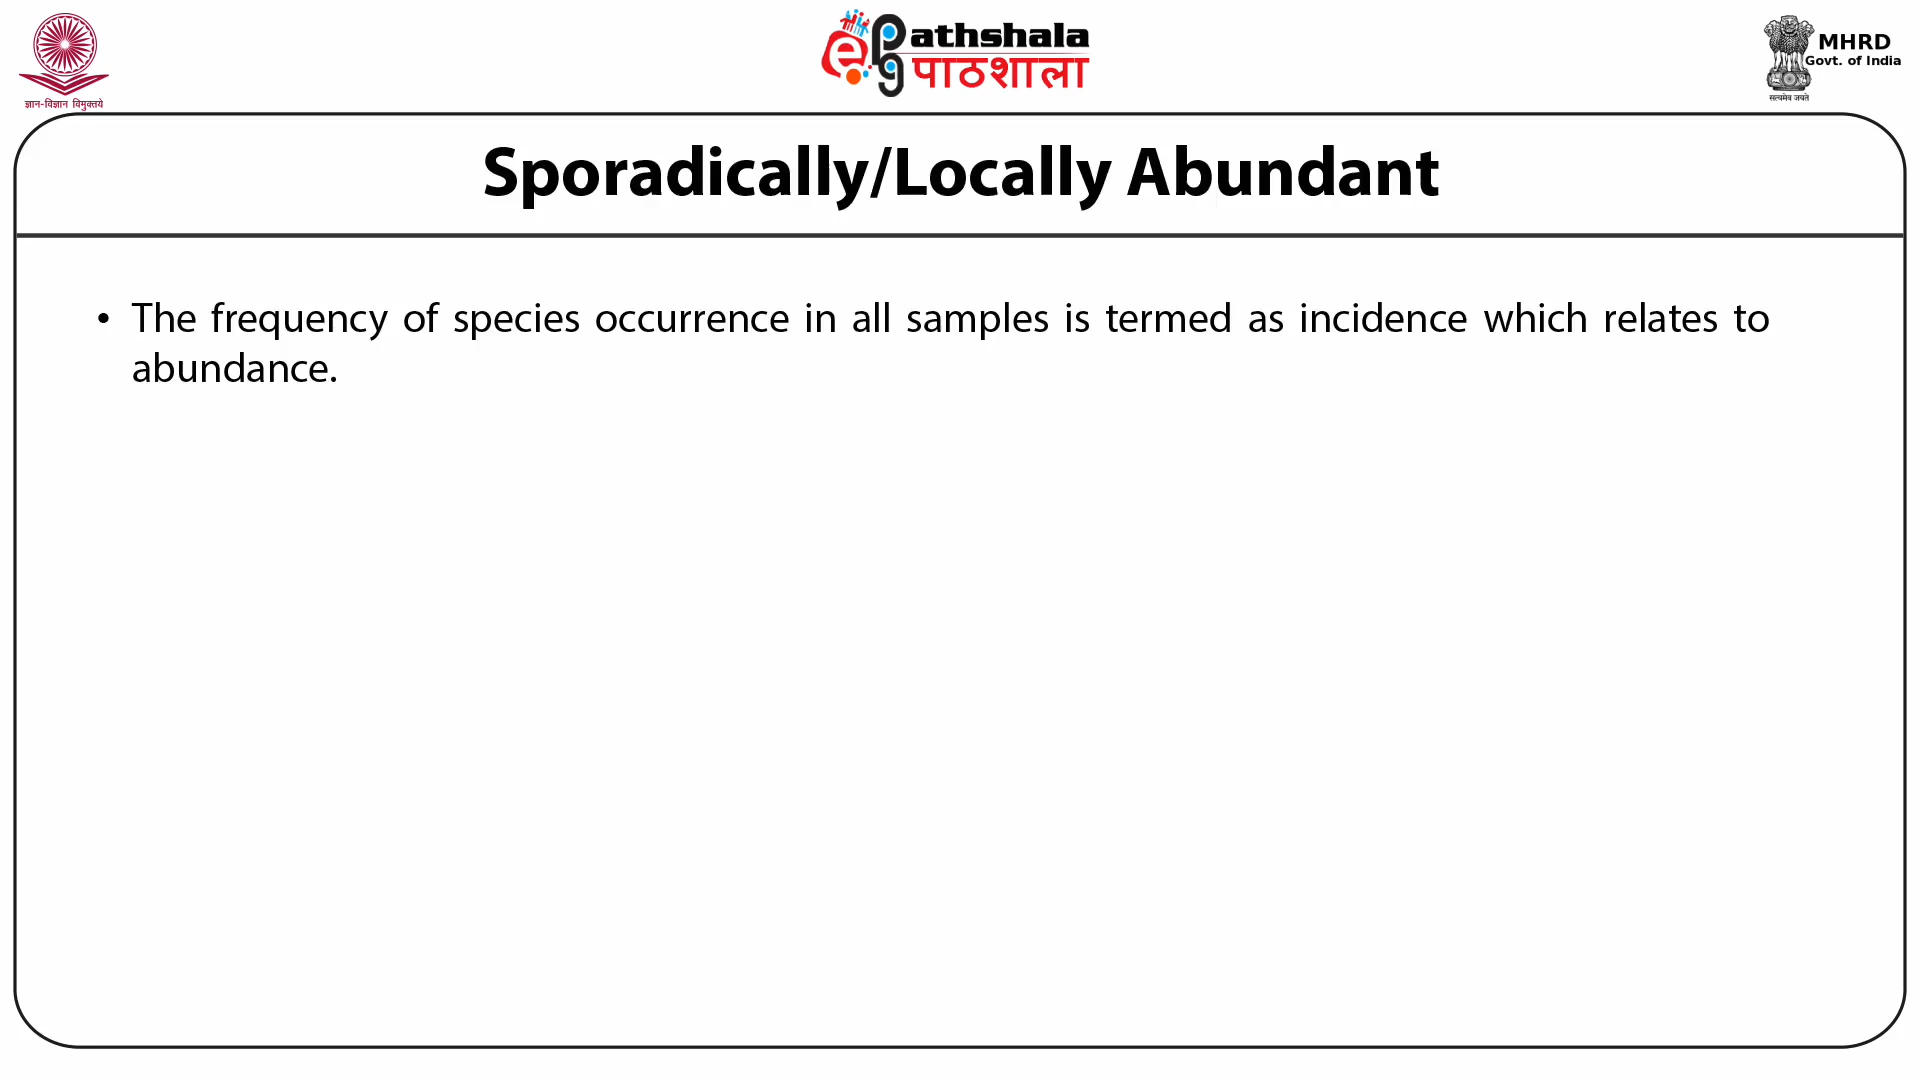 ज्ञान-विज्ञान विमुक्तये
e pg athshala
पाठशाला
MHRD
Govt. of India
सत्यमेव जयते
Sporadically/Locally Abundant
• The frequency of species occurrence in all samples is termed as incidence which relates to
abundance.